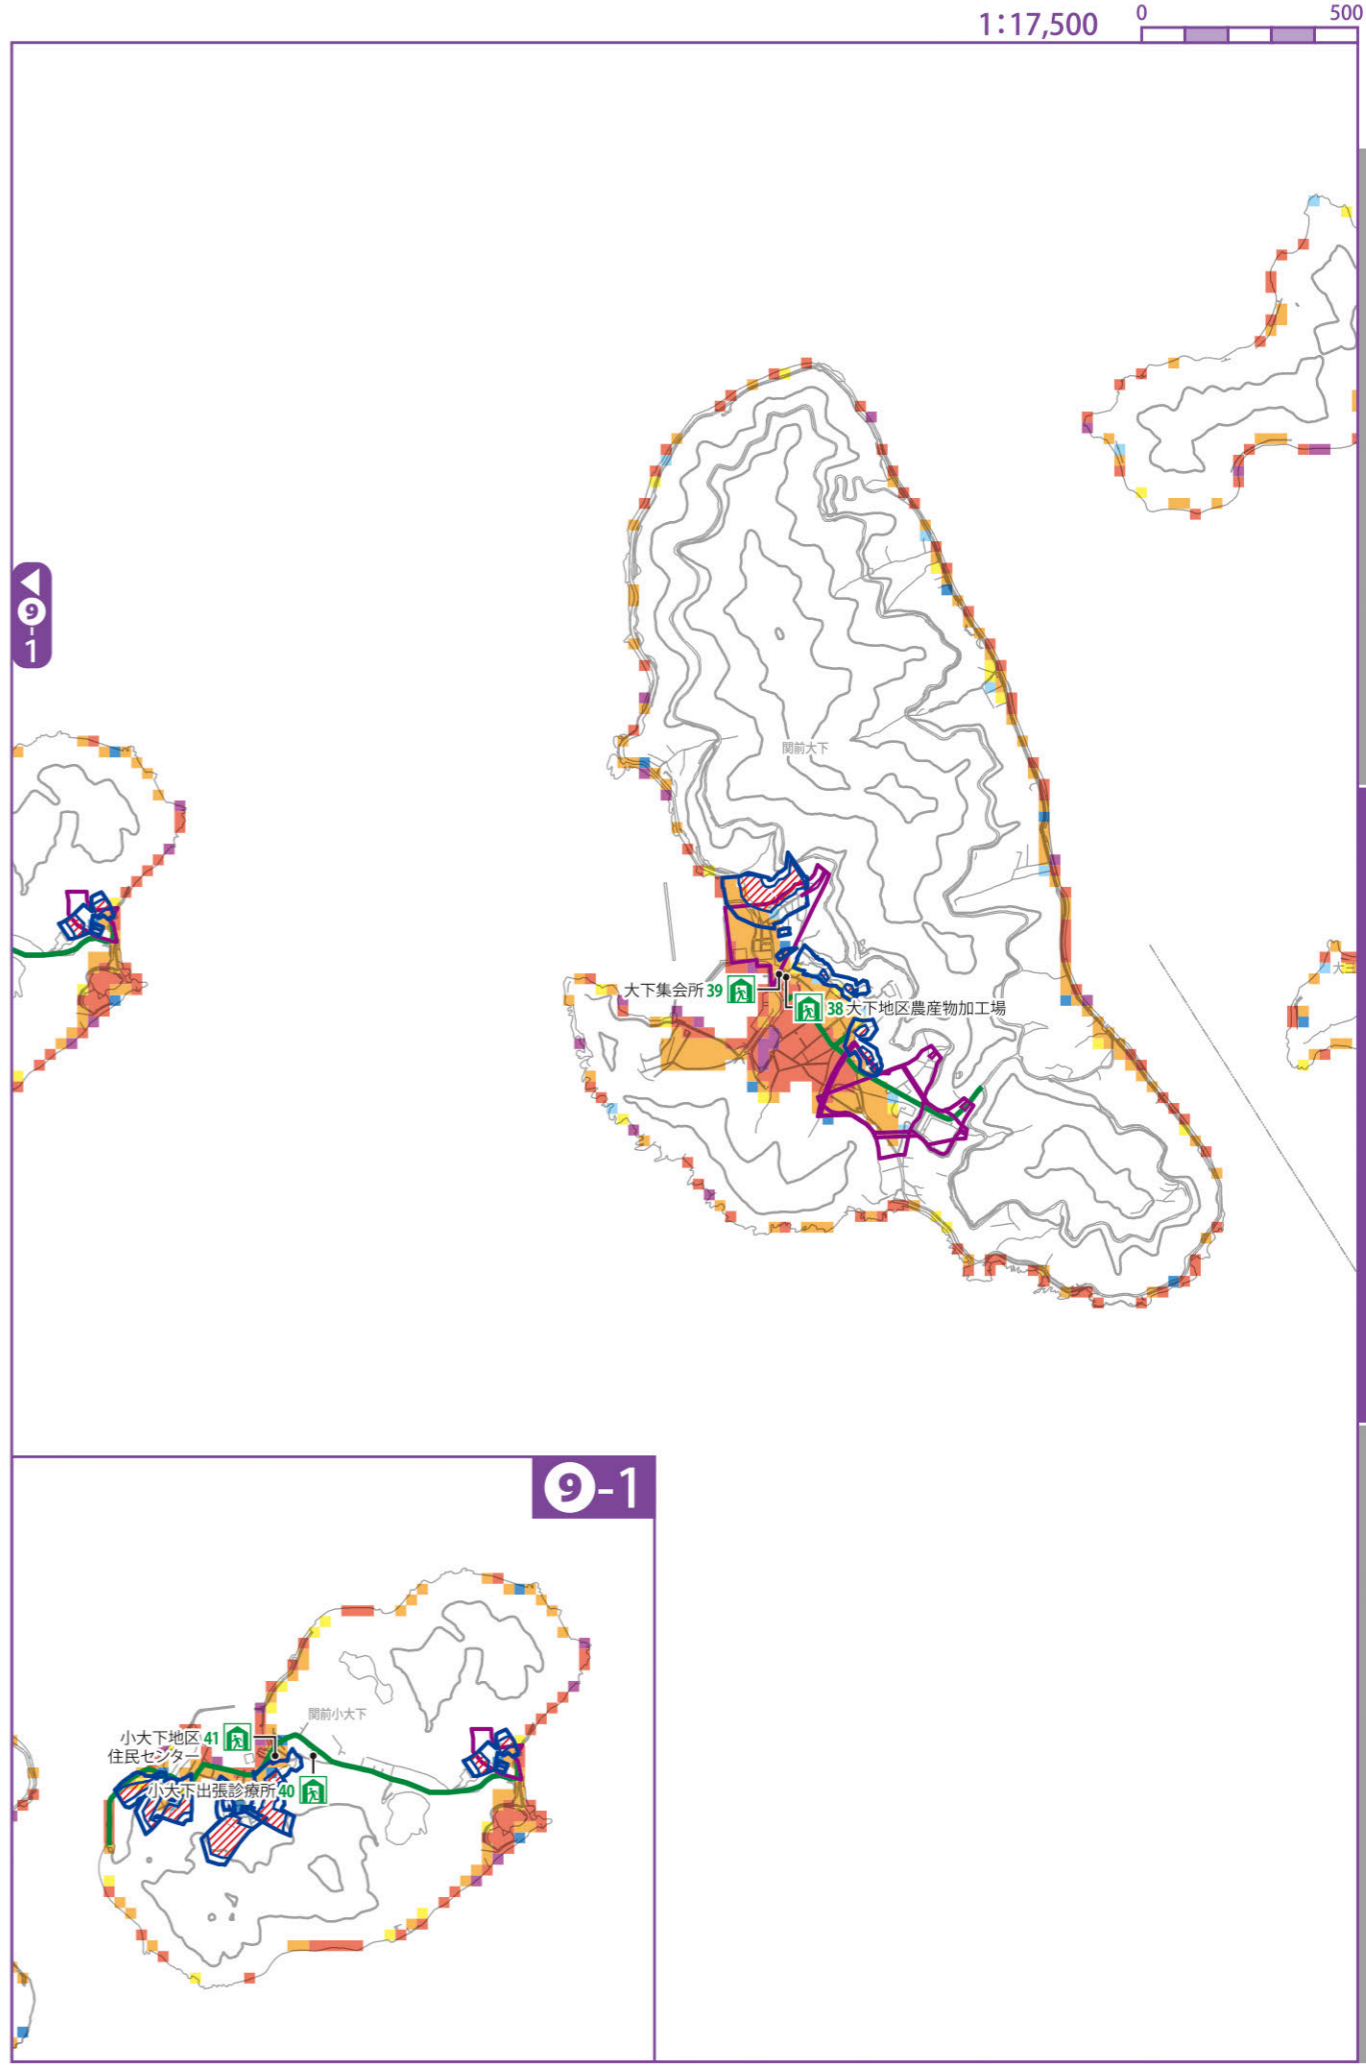 1:17,500
0
500
9-1
関前大下
大下集会所 39
38 大下地区農産物加工場
9-1
関前小大下
小大下地区 41
住民センター
小大下出張診療所 40